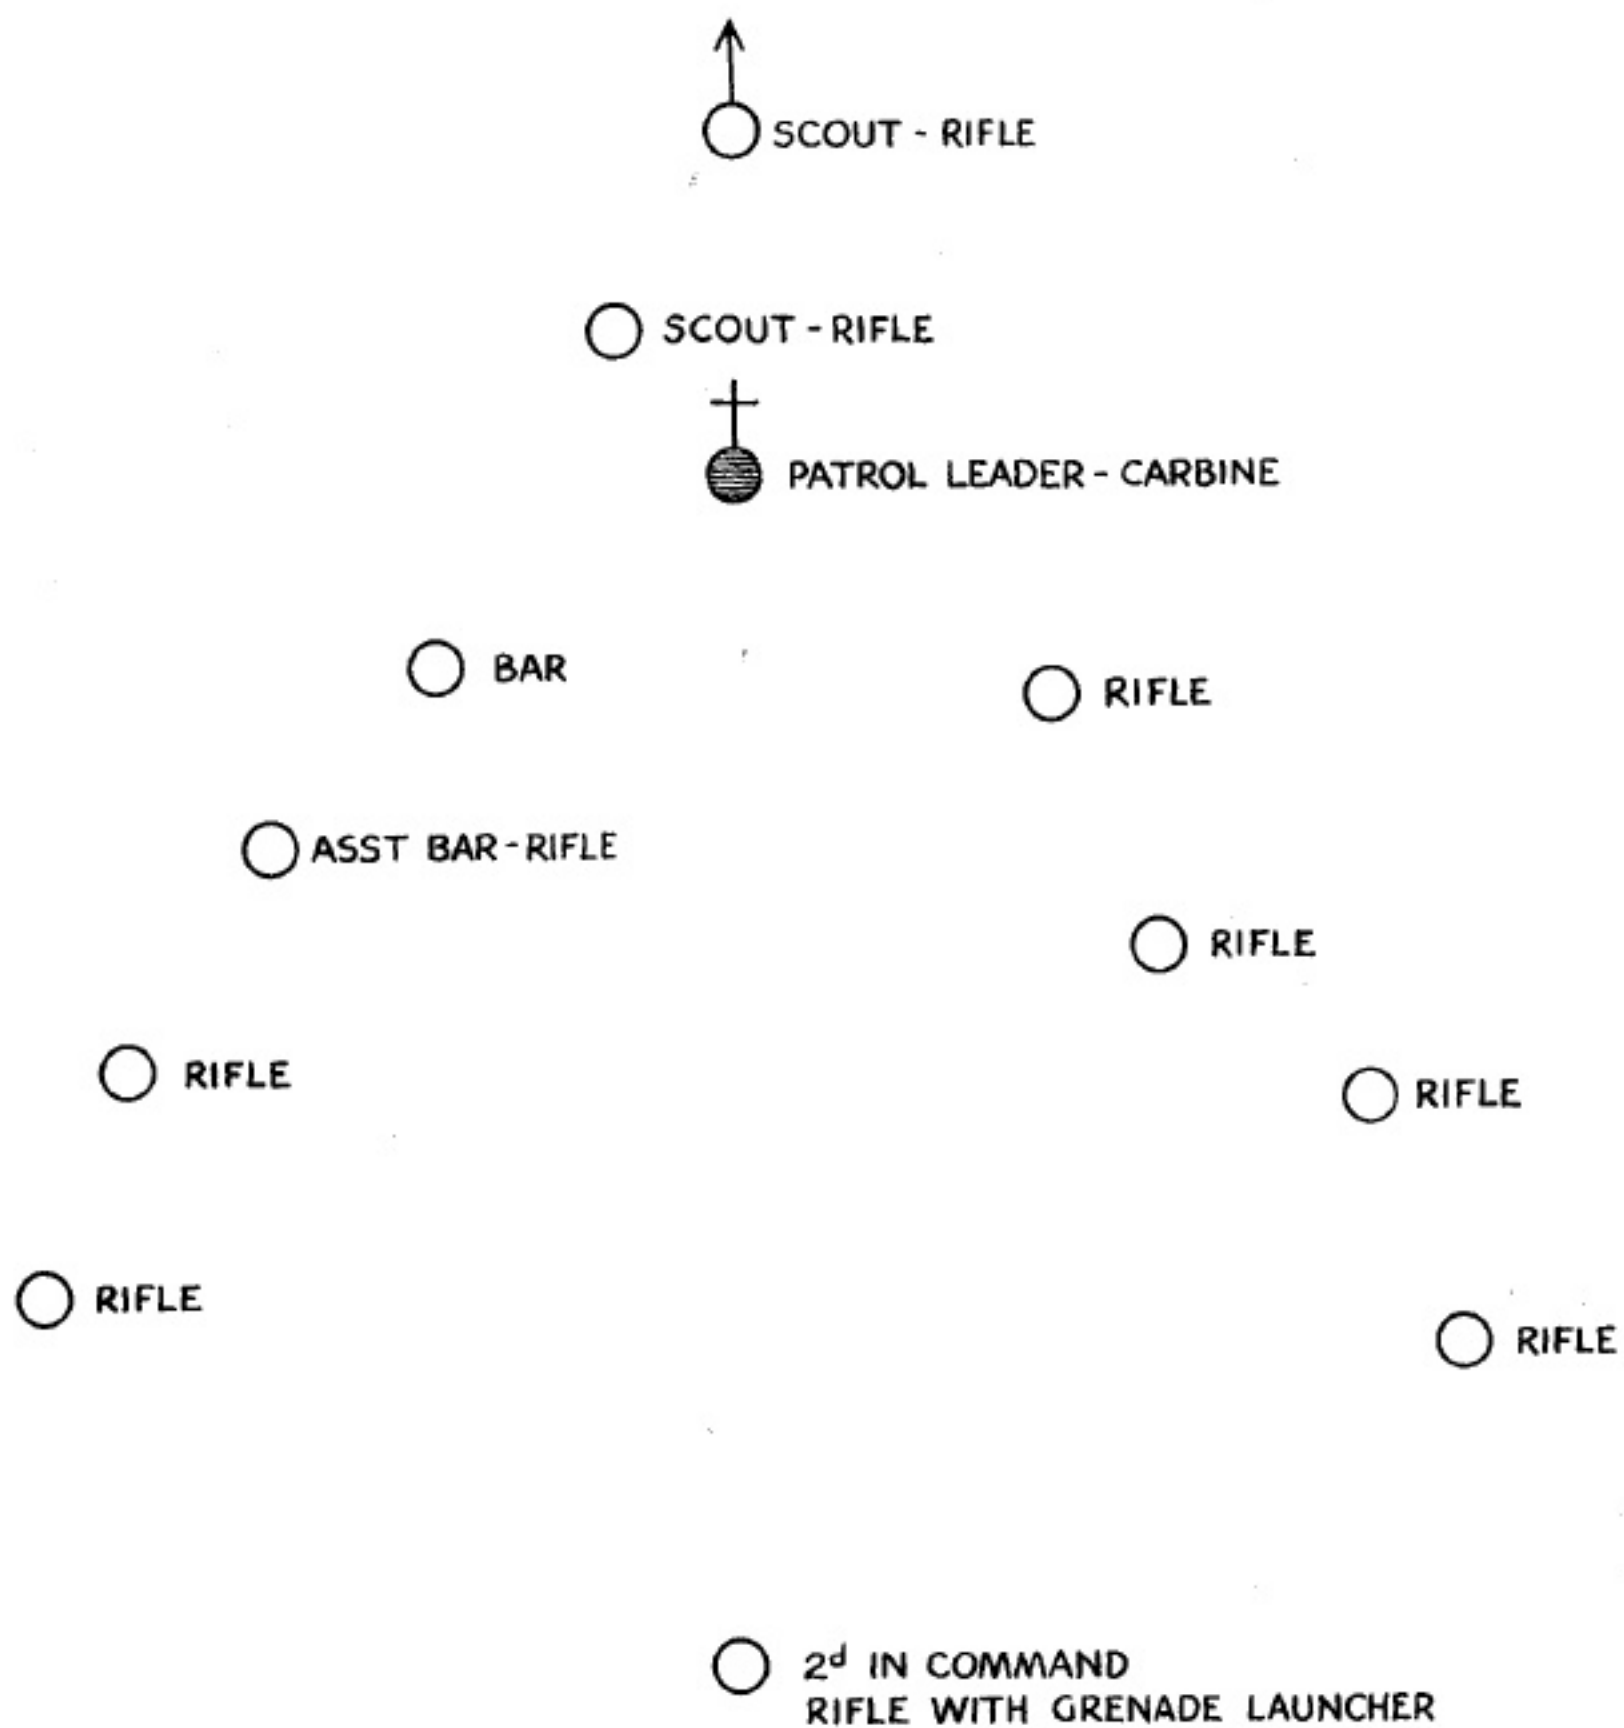 SCOUT - RIFLE
SCOUT - RIFLE
PATROL LEADER - CARBINE
BAR
RIFLE
ASST BAR - RIFLE
RIFLE
RIFLE
RIFLE
RIFLE
RIFLE
2d IN COMMAND
RIFLE WITH GRENADE LAUNCHER